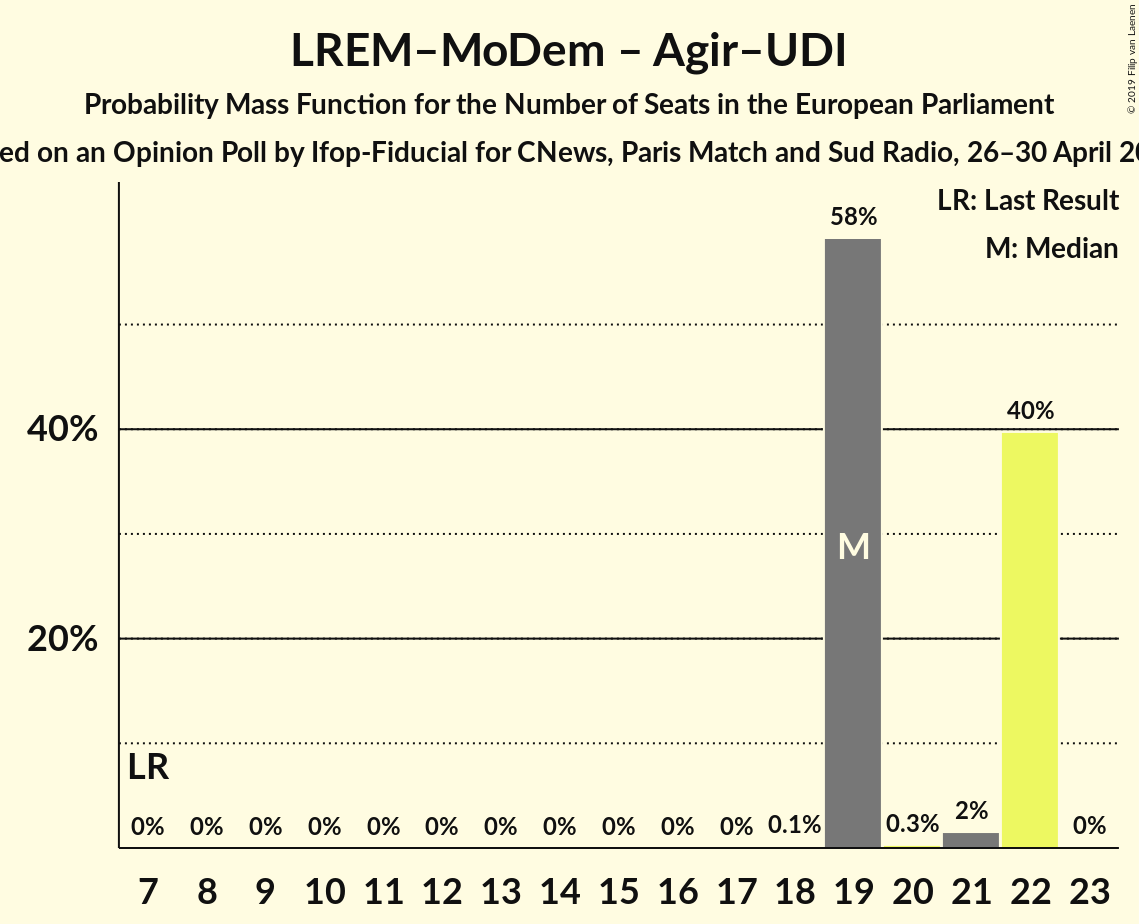 LREM–MoDem – Agir–UDI
Probability Mass Function for the Number of Seats in the European Parliament
on an Opinion Poll by Ifop-Fiducial for CNews, Paris Match and Sud Radio, 26–30 April
© 2019 Filip van Laenen
LR: Last Result
M: Median
58%
40%
40%
M
20%
LR
0% 0% 0% 0% 0% 0% 0% 0% 0% 0% 0% 0.1% 0.3% 2% 0%
7 8 9 10 11 12 13 14 15 16 17 18 19 20 21 22 23